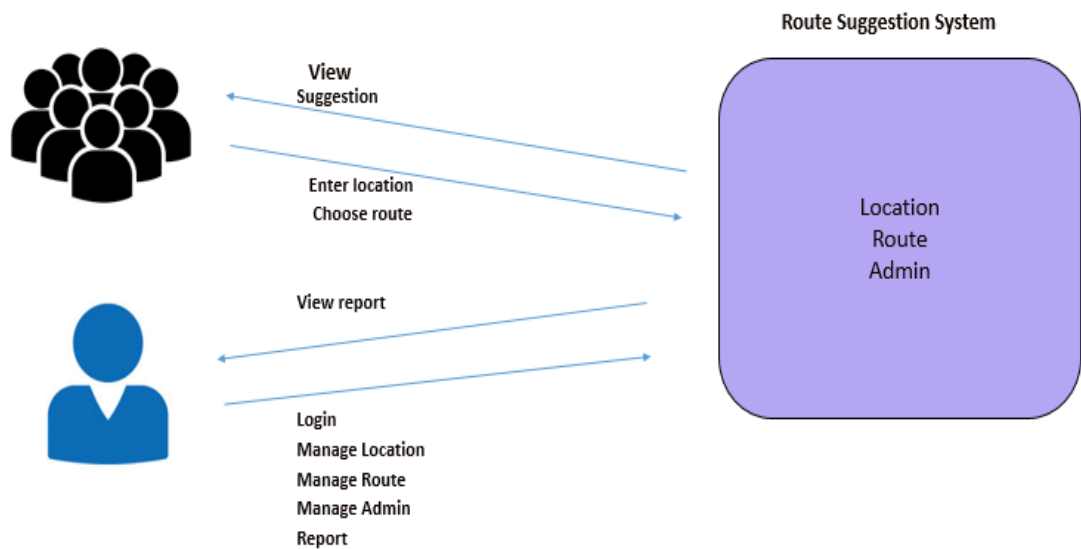 Route Suggestion System
View
Suggestion
Enter location
Choose route
Location
Route
Admin
View report
Login
Manage Location
Manage Route
Manage Admin
Report